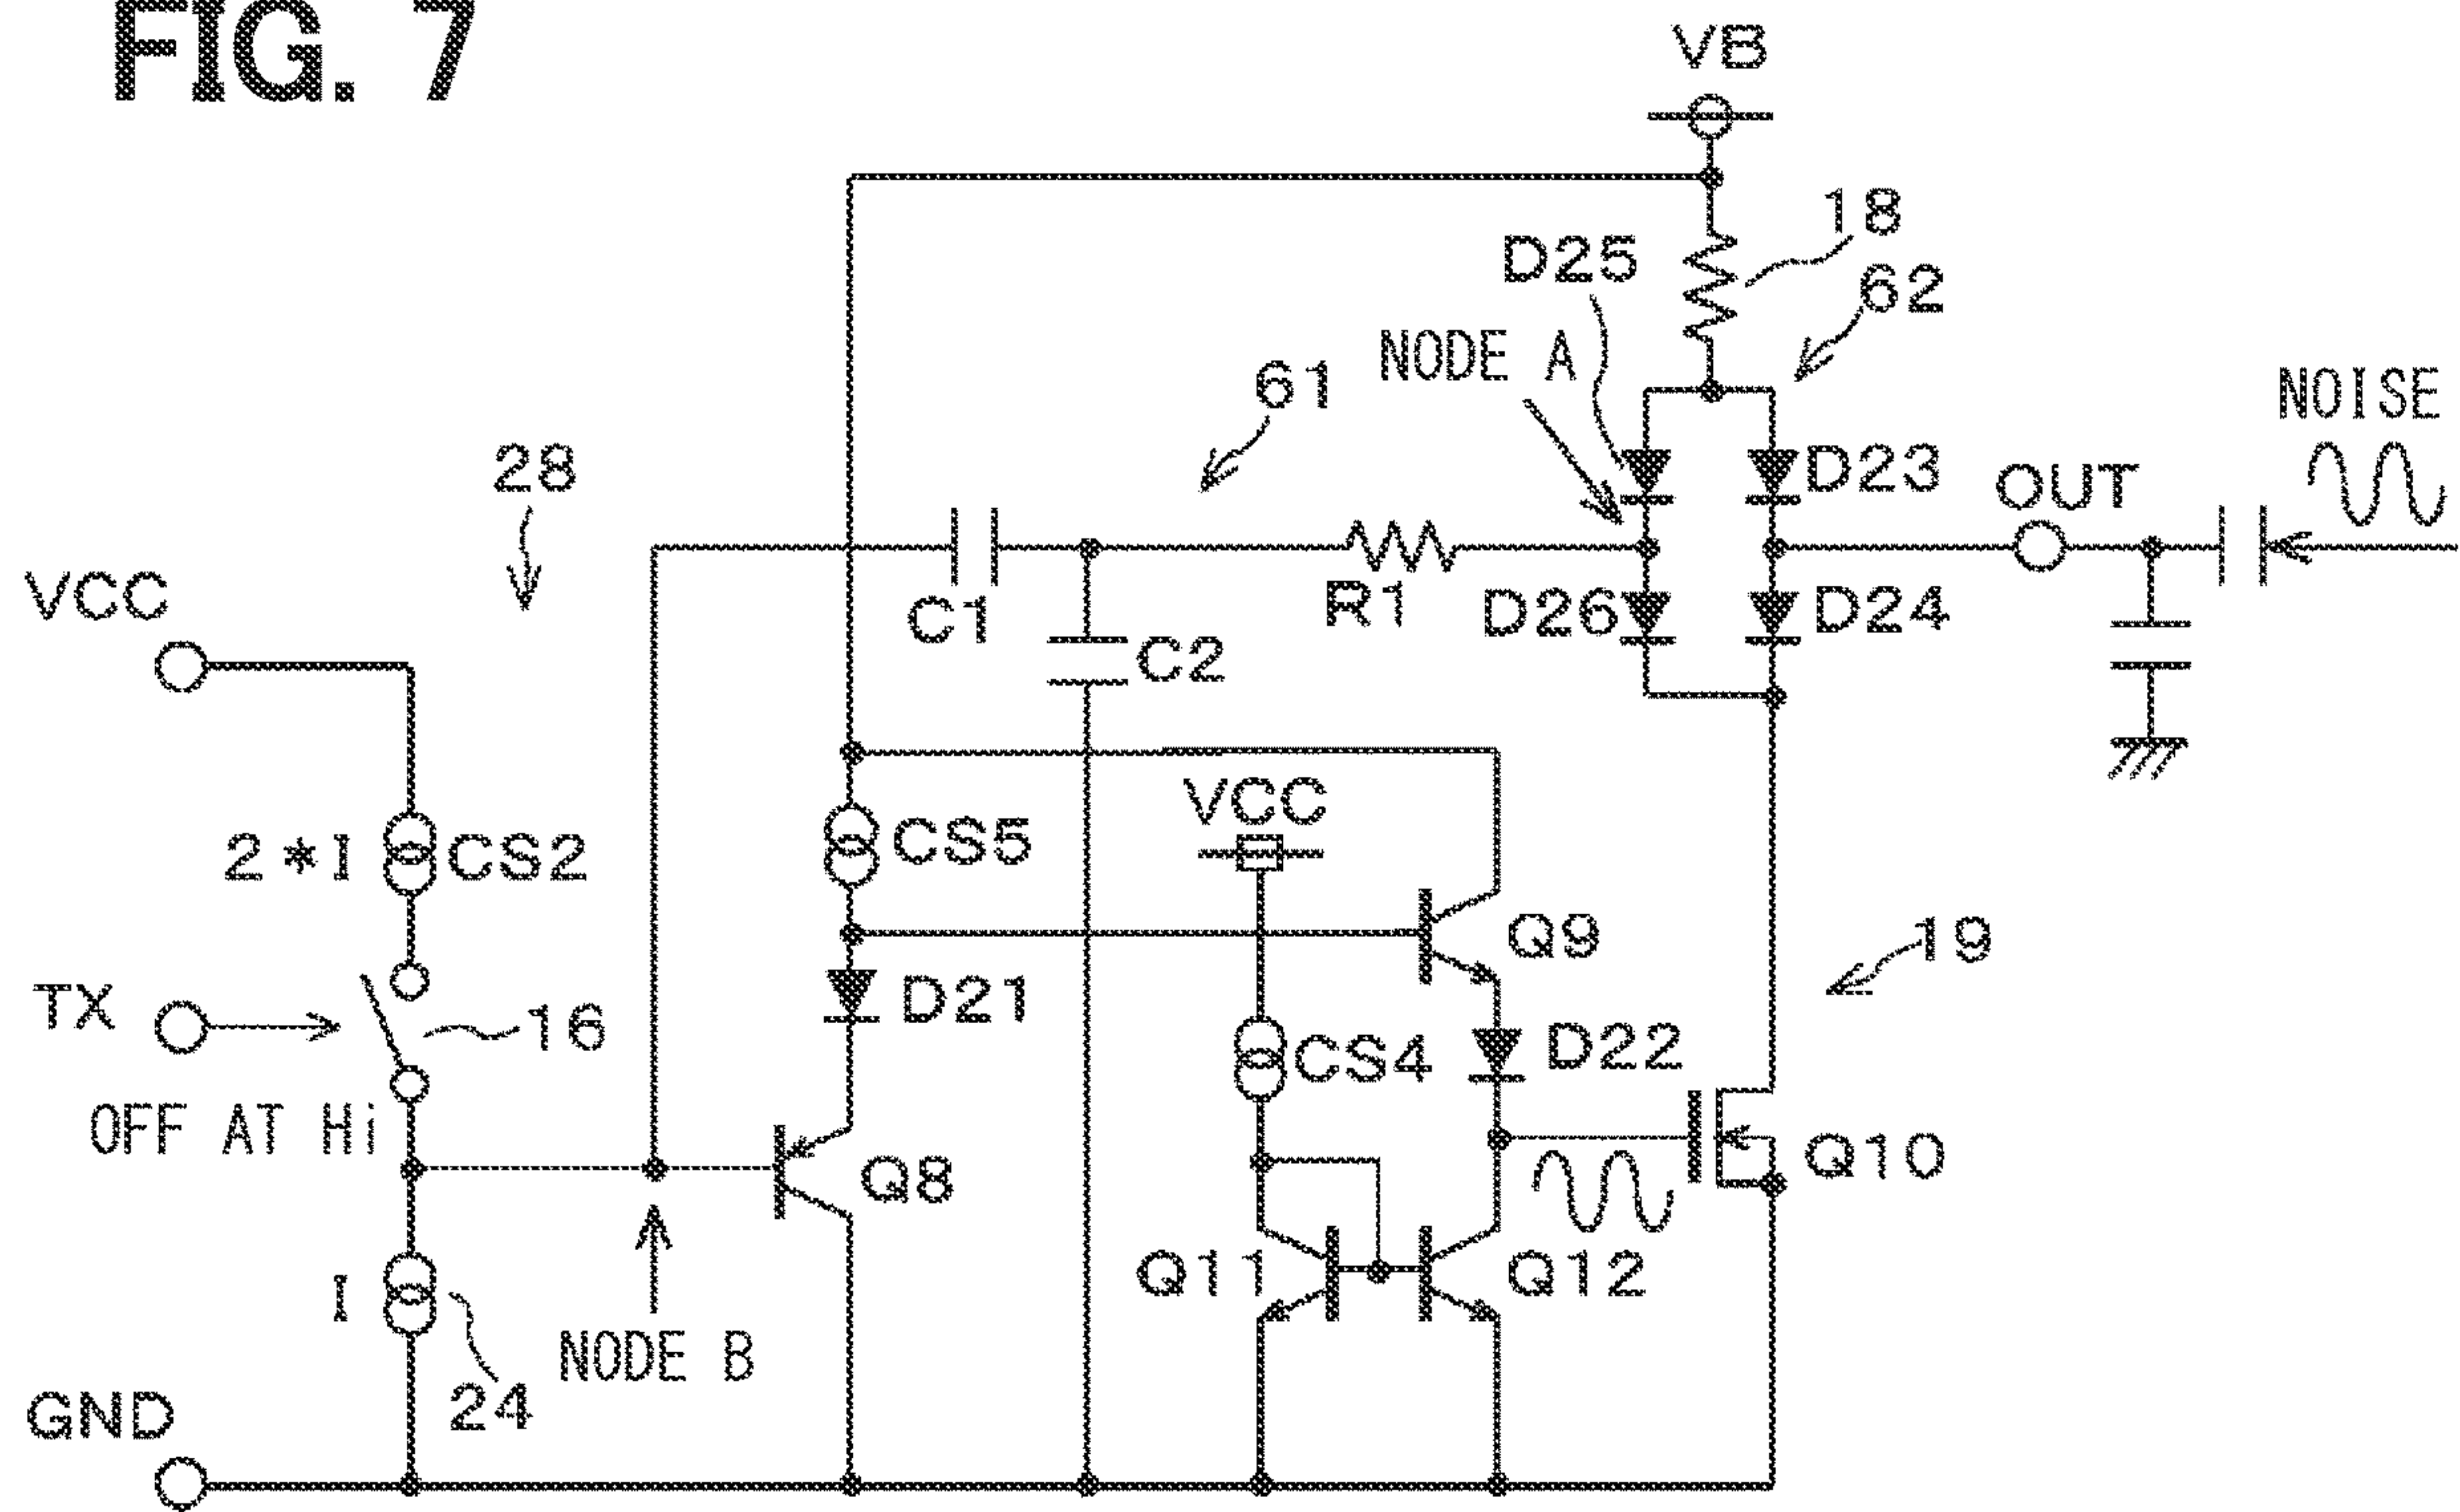 FIG. 7
VB
18
D25
62
NODE A
61
NOISE
28
D23
OUT
VCC
C1
R1
D26
D24
C2
VCC
2*I
CS2
CS5
Q9
19
TX
16
D21
CS4
D22
OFF AT Hi
Q8
Q10
Q11
Q12
I
NODE B
24
GND